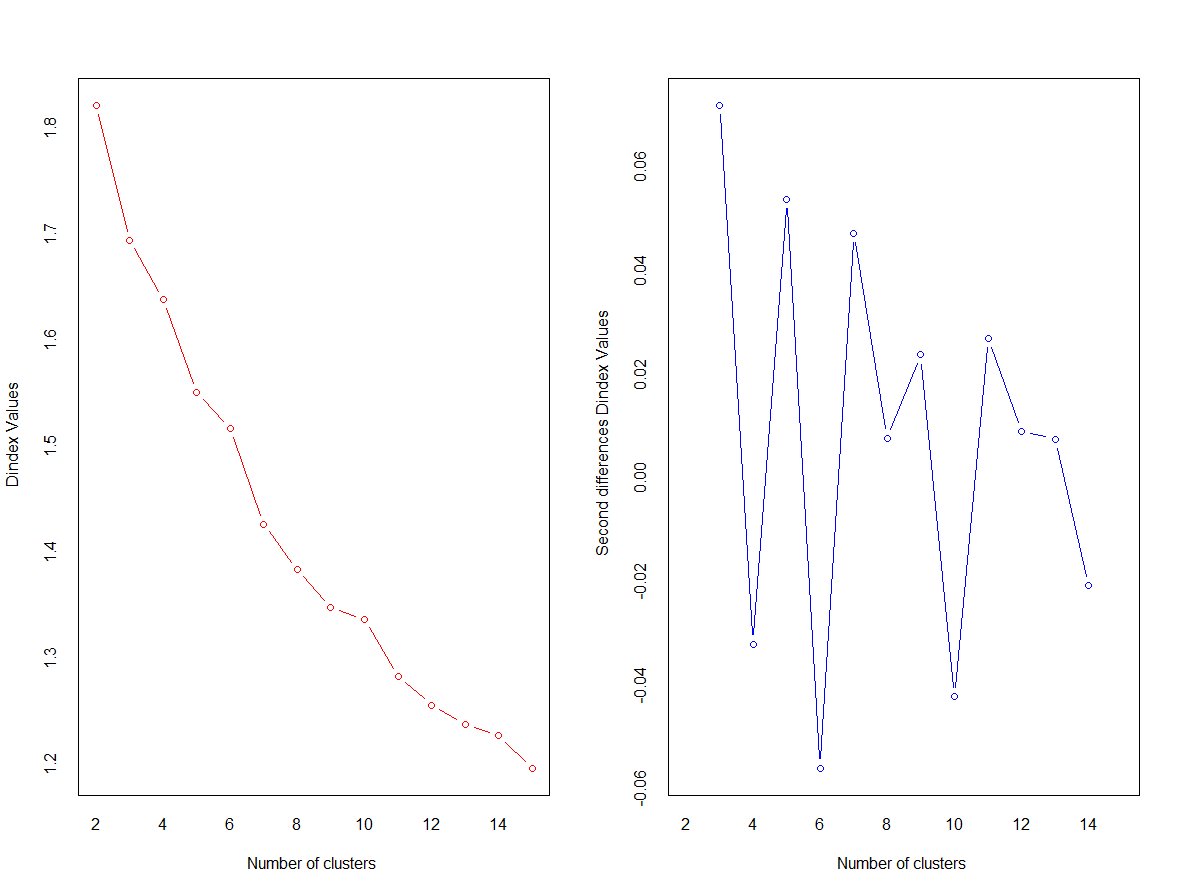 Dindex Values
1.8
1.7
1.6
1.5
1.4
1.3
1.2
2 4 6 8 10 12 14
Number of clusters
Second differences Dindex Values
0.06
0.04
0.02
0.00
-0.02
-0.04
-0.06
2 4 6 8 10 12 14
Number of clusters